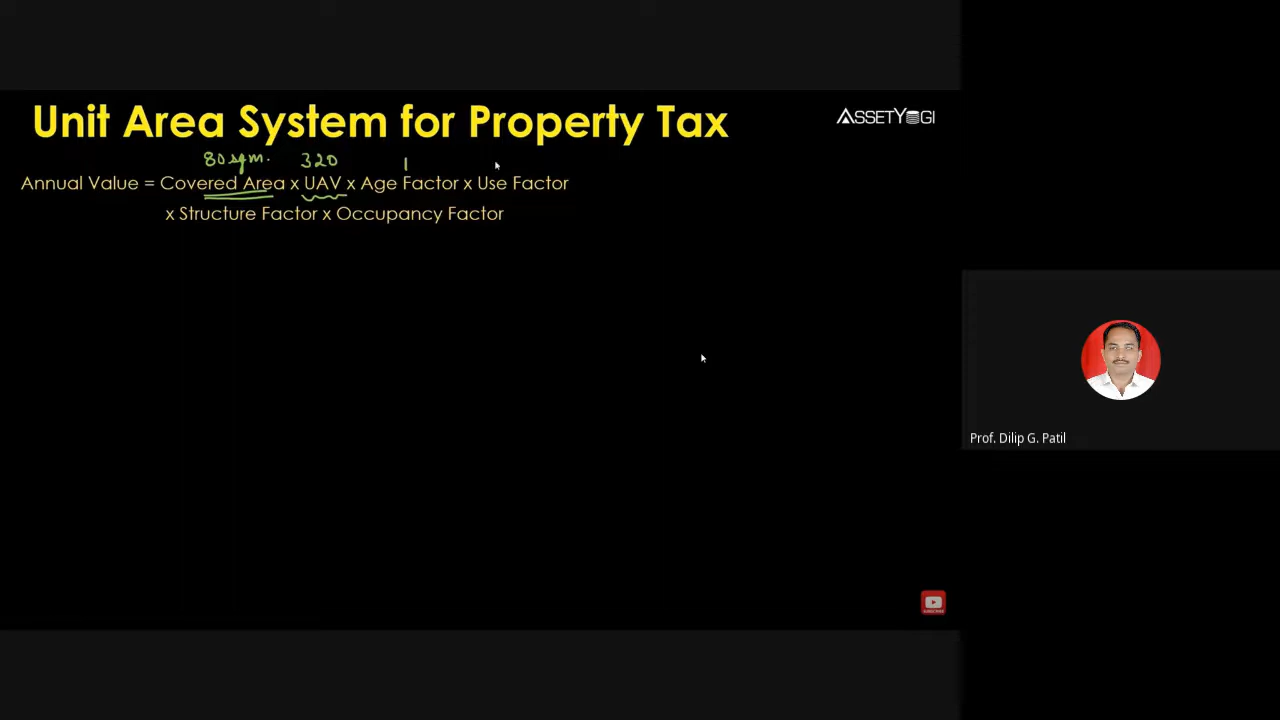 Unit Area System for Property Tax
ASSETYOGI
80 sqm. 320 1
Annual Value = Covered Area x UAV x Age Factor x Use Factor
x Structure Factor x Occupancy Factor
Prof. Dilip G. Patil